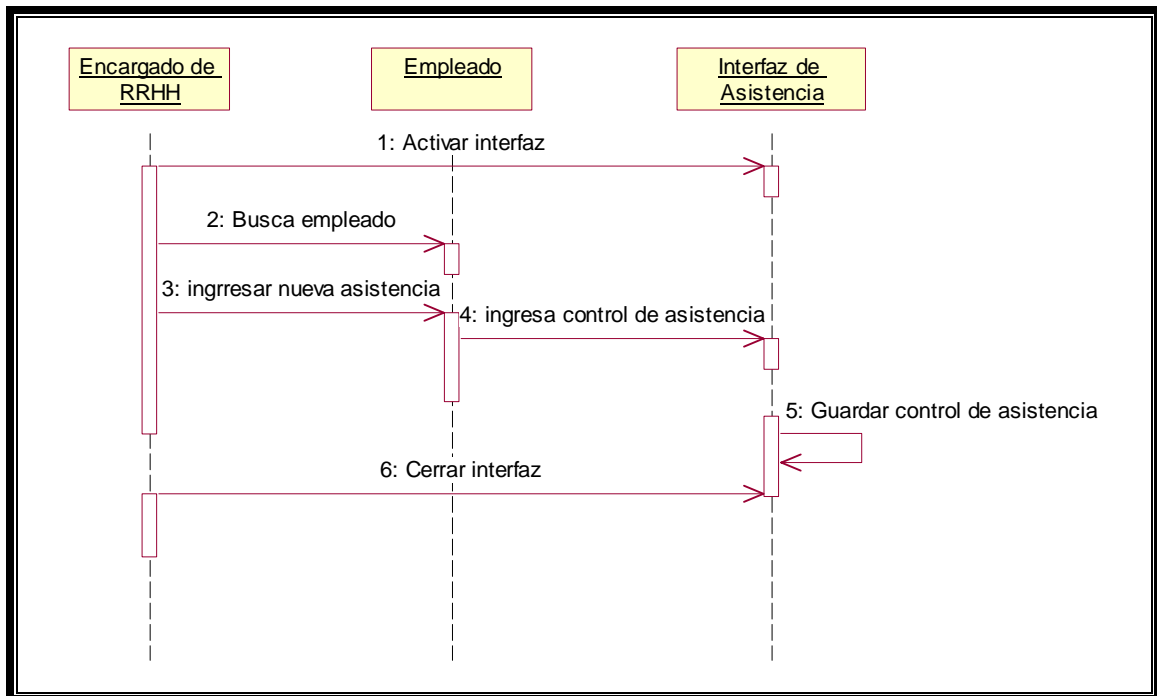 Encargado de
RRHH
Empleado
Interfaz de
Asistencia
1: Activar interfaz
2: Busca empleado
3: ingrresar nueva asistencia
4: ingresa control de asistencia
5: Guardar control de asistencia
6: Cerrar interfaz